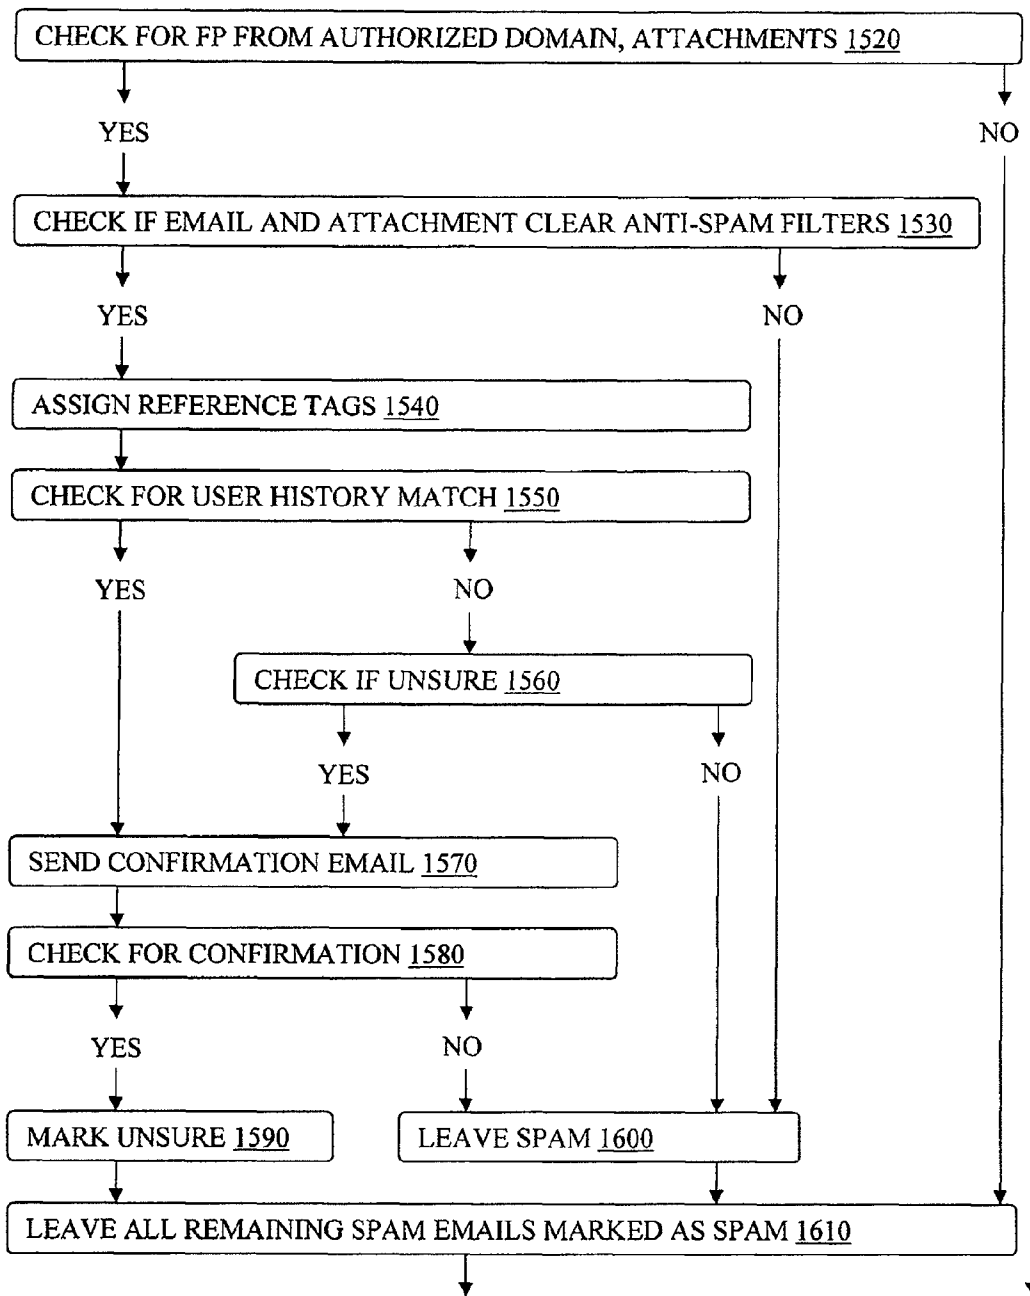 CHECK FOR FP FROM AUTHORIZED DOMAIN, ATTACHMENTS 1520
YES
NO
CHECK IF EMAIL AND ATTACHMENT CLEAR ANTI-SPAM FILTERS 1530
YES
NO
ASSIGN REFERENCE TAGS 1540
CHECK FOR USER HISTORY MATCH 1550
YES
NO
CHECK IF UNSURE 1560
YES
NO
SEND CONFIRMATION EMAIL 1570
CHECK FOR CONFIRMATION 1580
YES
NO
MARK UNSURE 1590
LEAVE SPAM 1600
LEAVE ALL REMAINING SPAM EMAILS MARKED AS SPAM 1610